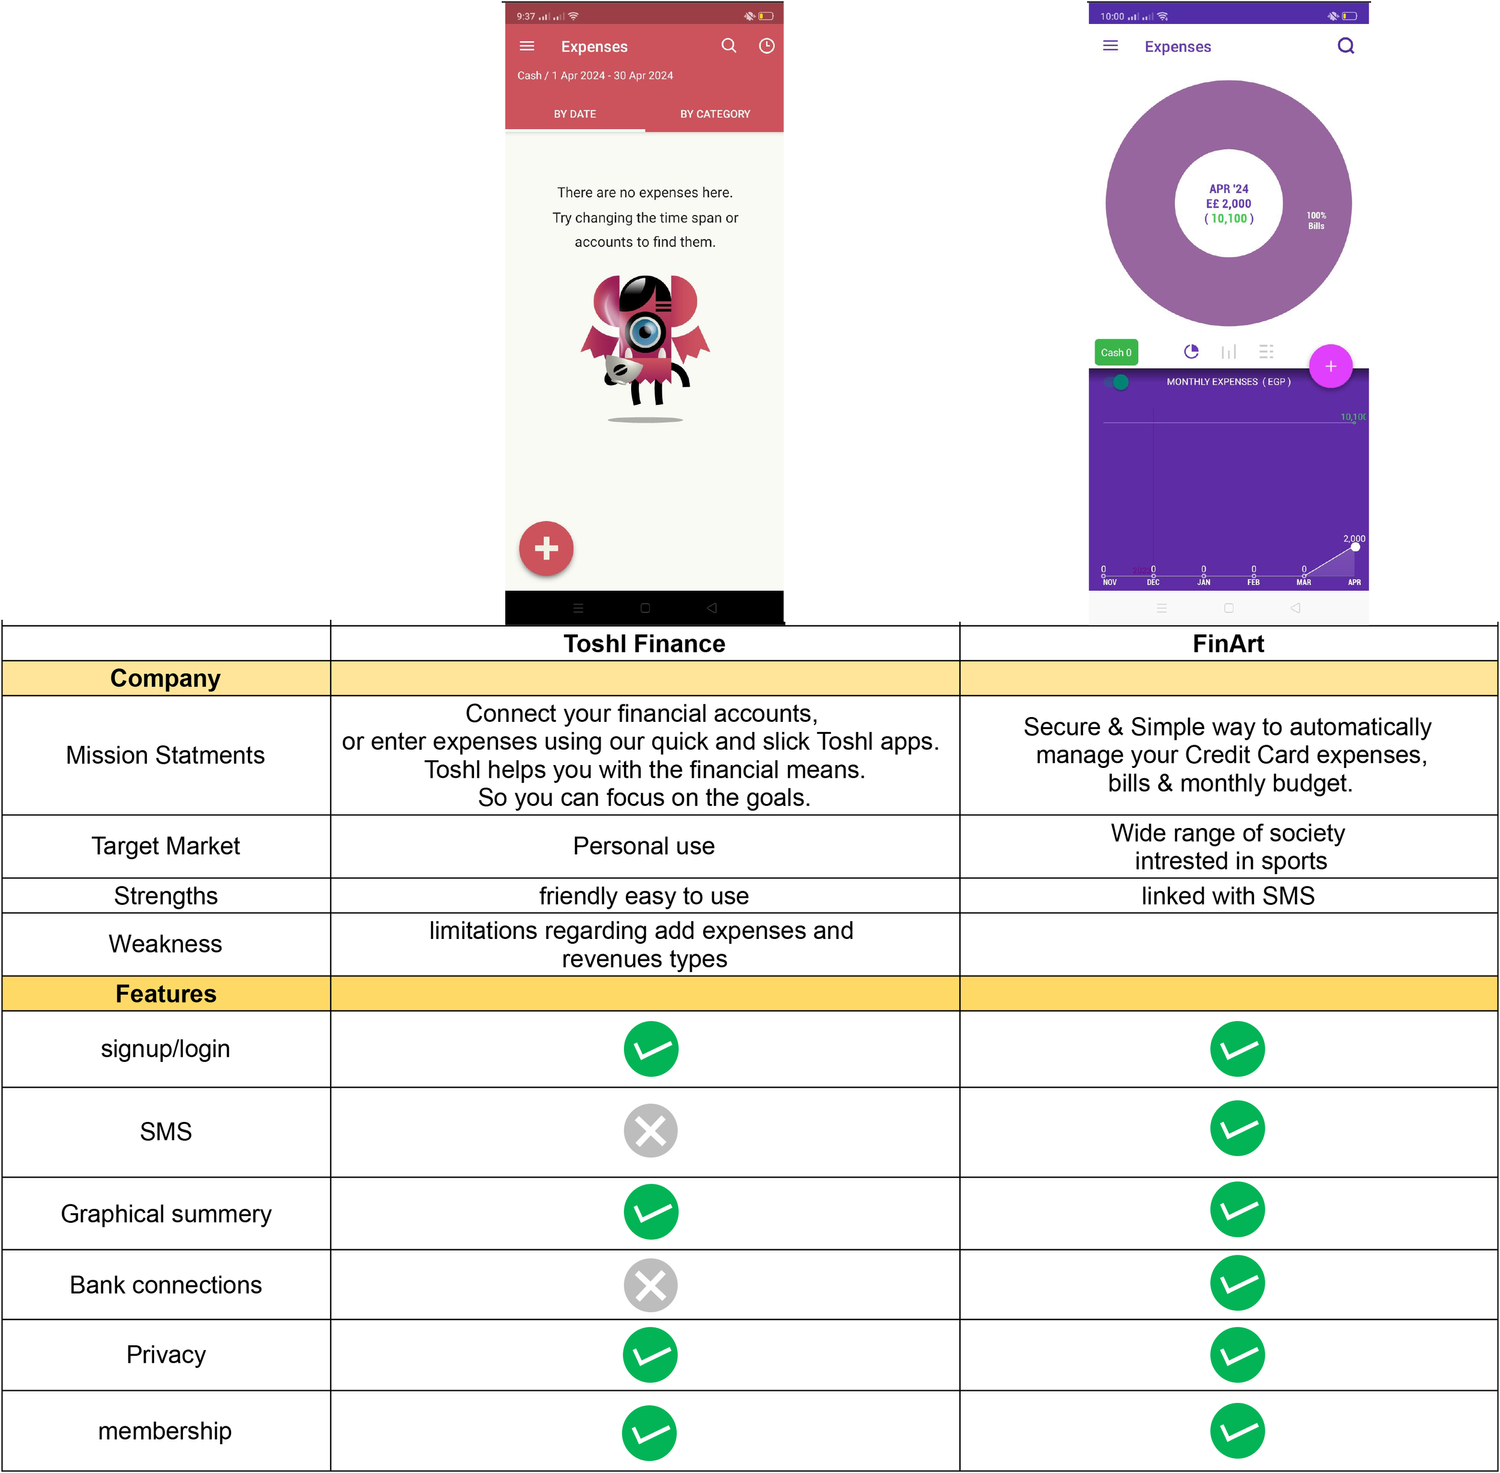 9:37
Expenses
Cash / 1 Apr 2024 - 30 Apr 2024
BY DATE
BY CATEGORY
There are no expenses here.
Try changing the time span or
accounts to find them.
10:00
Expenses
APR '24
E£ 2,000
( 10,100 )
100%
Bills
Cash 0
MONTHLY EXPENSES ( EGP )
2,000
0 0 0 0 0
NOV DEC JAN FEB MAR APR
Toshl Finance FinArt
Company
Mission Statments
Connect your financial accounts,
or enter expenses using our quick and slick Toshl apps.
Toshl helps you with the financial means.
So you can focus on the goals.
Secure & Simple way to automatically
manage your Credit Card expenses,
bills & monthly budget.
Target Market
Personal use
Wide range of society
intrested in sports
Strengths
friendly easy to use
linked with SMS
Weakness
limitations regarding add expenses and
revenues types
Features
signup/login
SMS
Graphical summery
Bank connections
Privacy
membership